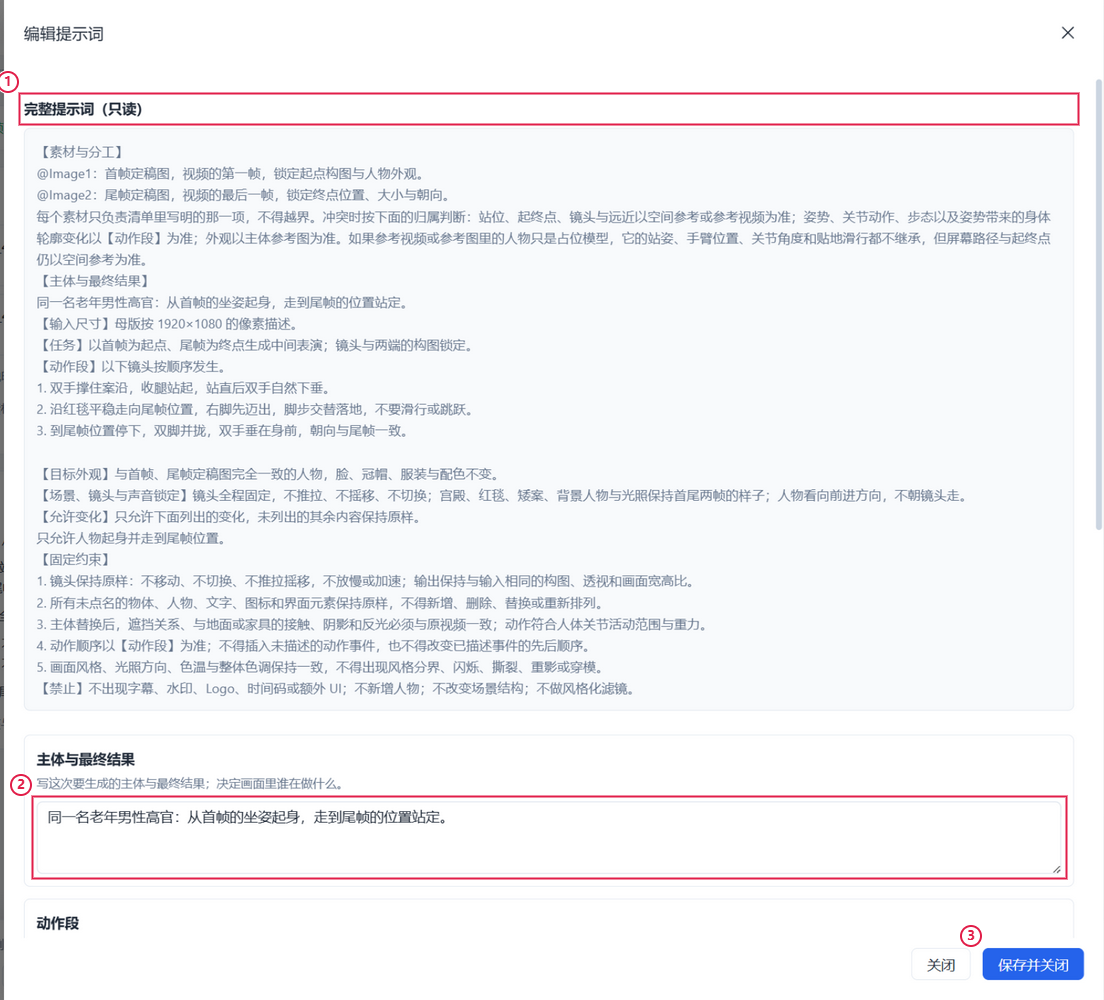 编辑提示词
①
完整提示词（只读）
【素材与分工】
@Image1：首帧定稿图，视频的第一帧，锁定起点构图与人物外观。
@Image2：尾帧定稿图，视频的最后一帧，锁定终点位置、大小与朝向。
每个素材只负责清单里写明的那一项，不得越界。冲突时按下面的归属判断：站位、起终点、镜头与远近以空间参考或参考视频为准；姿势、关节动作、步态以及姿势带来的身体
轮廓变化以【动作段】为准；外观以主体参考图为准。如果参考视频或参考图里的人物只是占位模型，它的站姿、手臂位置、关节角度和贴地滑行都不继承，但屏幕路径与起终点
仍以空间参考为准。
【主体与最终结果】
同一名老年男性高官：从首帧的坐姿起身，走到尾帧的位置站定。
【输入尺寸】母版按 1920×1080 的像素描述。
【任务】以首帧为起点、尾帧为终点生成中间表演；镜头与两端的构图锁定。
【动作段】以下镜头按顺序发生。
1. 双手撑住案沿，收腿站起，站直后双手自然下垂。
2. 沿红毯平稳走向尾帧位置，右脚先迈出，脚步交替落地，不要滑行或跳跃。
3. 到尾帧位置停下，双脚并拢，双手垂在身前，朝向与尾帧一致。
【目标外观】与首帧、尾帧定稿图完全一致的人物，脸、冠帽、服装与配色不变。
【场景、镜头与声音锁定】镜头全程固定，不推拉、不摇移、不切换；宫殿、红毯、矮案、背景人物与光照保持首尾两帧的样子；人物看向前进方向，不朝镜头走。
【允许变化】只允许下面列出的变化，未列出的其余内容保持原样。
只允许人物起身并走到尾帧位置。
【固定约束】
1. 镜头保持原样：不移动、不切换、不推拉摇移，不放慢或加速；输出保持与输入相同的构图、透视和画面宽高比。
2. 所有未点名的物体、人物、文字、图标和界面元素保持原样，不得新增、删除、替换或重新排列。
3. 主体替换后，遮挡关系、与地面或家具的接触、阴影和反光必须与原视频一致；动作符合人体关节活动范围与重力。
4. 动作顺序以【动作段】为准；不得插入未描述的动作事件，也不得改变已描述事件的先后顺序。
5. 画面风格、光照方向、色温与整体色调保持一致，不得出现风格分界、闪烁、撕裂、重影或穿模。
【禁止】不出现字幕、水印、Logo、时间码或额外 UI；不新增人物；不改变场景结构；不做风格化滤镜。
主体与最终结果
②
写这次要生成的主体与最终结果；决定画面里谁在做什么。
同一名老年男性高官：从首帧的坐姿起身，走到尾帧的位置站定。
动作段
③
关闭
保存并关闭